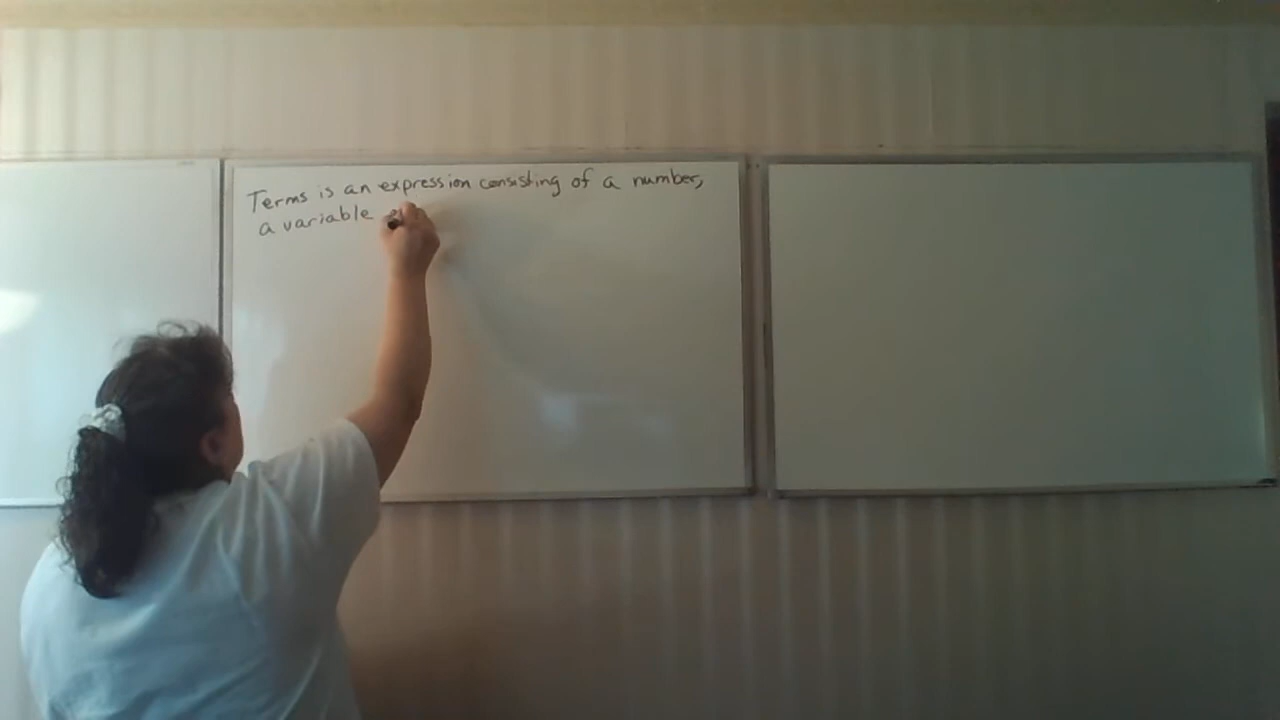 Terms is an expression consisting of a number,
a variable